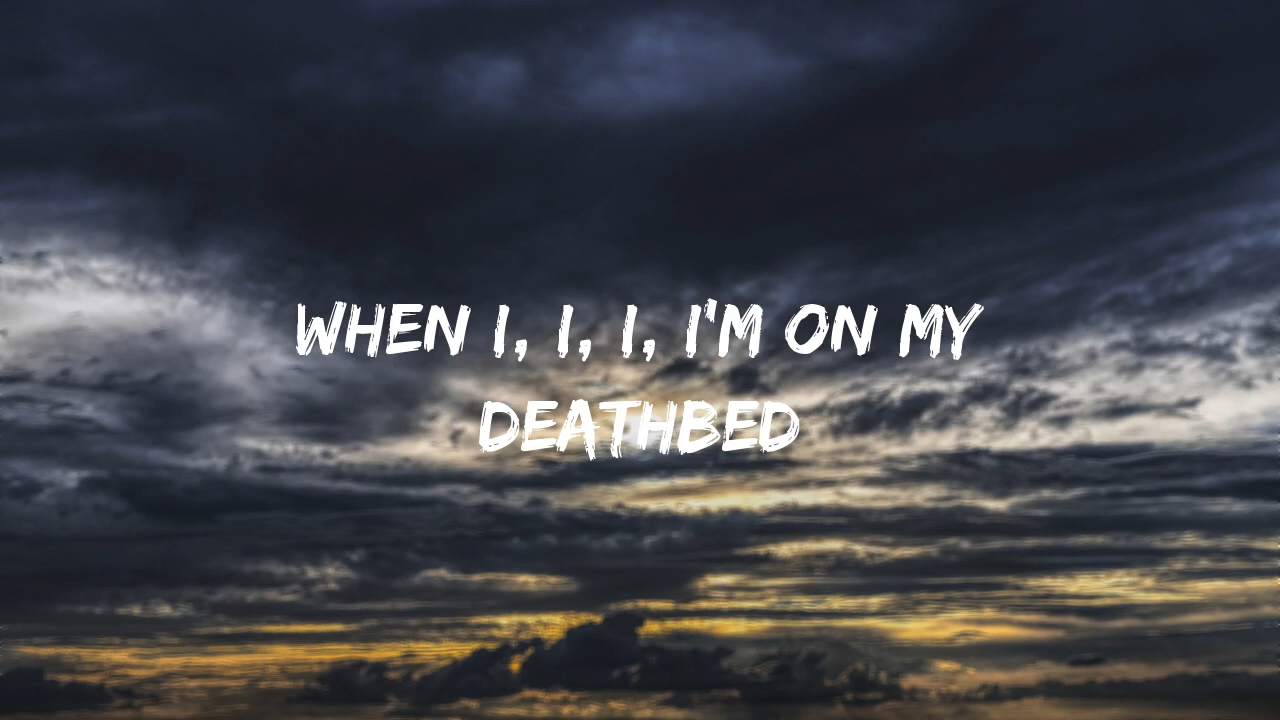 WHEN I, I, I, I'M ON MY
DEATHBED